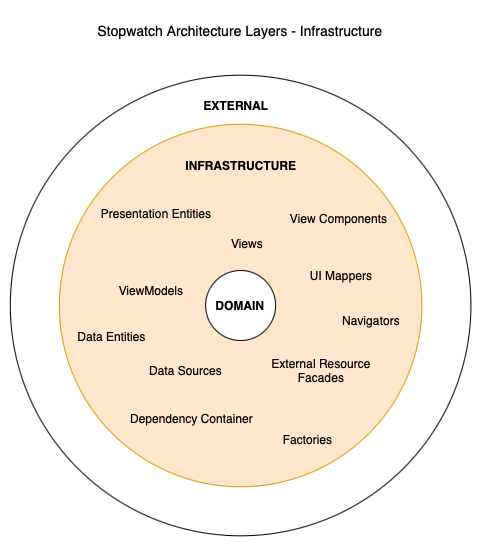 Stopwatch Architecture Layers - Infrastructure
EXTERNAL
INFRASTRUCTURE
Presentation Entities
View Components
Views
UI Mappers
ViewModels
DOMAIN
Navigators
Data Entities
Data Sources
External Resource
Facades
Dependency Container
Factories